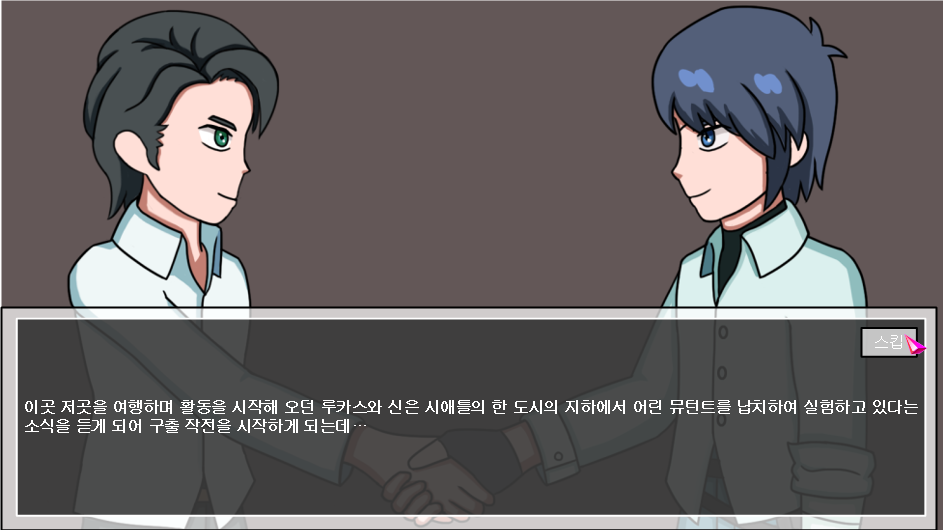 스킵
이곳 저곳을 여행하며 활동을 시작해 오던 루카스와 신은 시애틀의 한 도시의 지하에서 어린 뮤턴트를 납치하여 실험하고 있다는
소식을 듣게 되어 구출 작전을 시작하게 되는데…